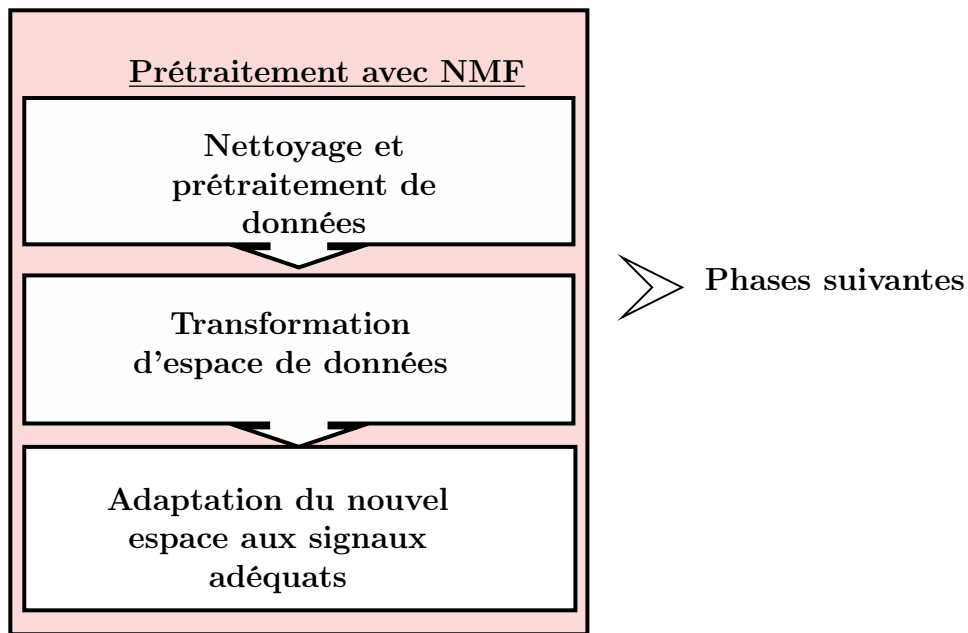 Prétraitement avec NMF
Nettoyage et
prétraitement de
données
Transformation
d'espace de données
Adaptation du nouvel
espace aux signaux
adéquats
Phases suivantes